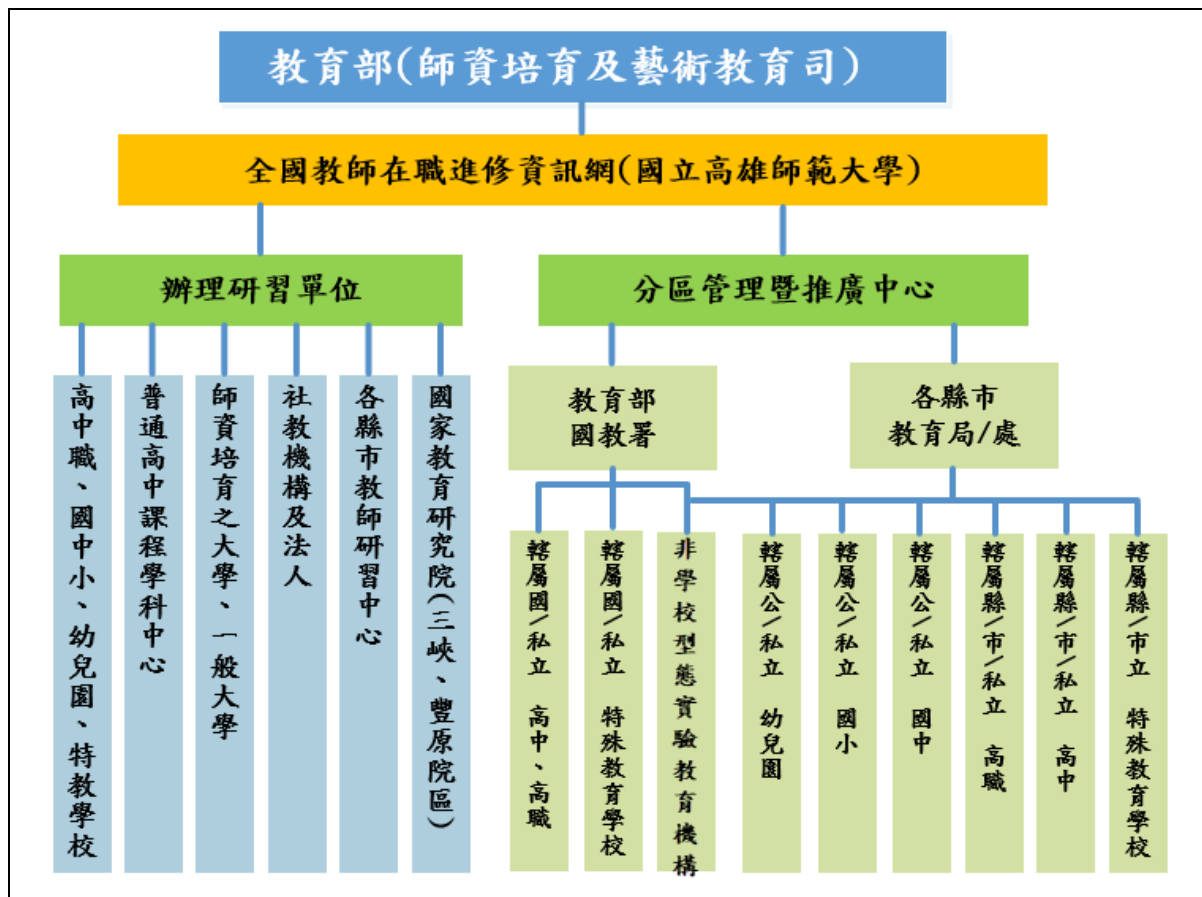 教育部(師資培育及藝術教育司)
全國教師在職進修資訊網(國立高雄師範大學)
辦理研習單位
分區管理暨推廣中心
高中職、國中小、幼兒園、特教學校
普通高中課程學科中心
師資培育之大學、一般大學
社教機構及法人
各縣市教師研習中心
國家教育研究院(三峽、豐原院區)
教育部
國教署
各縣市
教育局/處
轄屬國/私立 高中、高職
轄屬國/私立 特殊教育學校
非學校型態實驗教育機構
轄屬公/私立 幼兒園
轄屬公/私立 國小
轄屬公/私立 國中
轄屬縣/市/私立 高職
轄屬縣/市/私立 高中
轄屬縣/市立 特殊教育學校